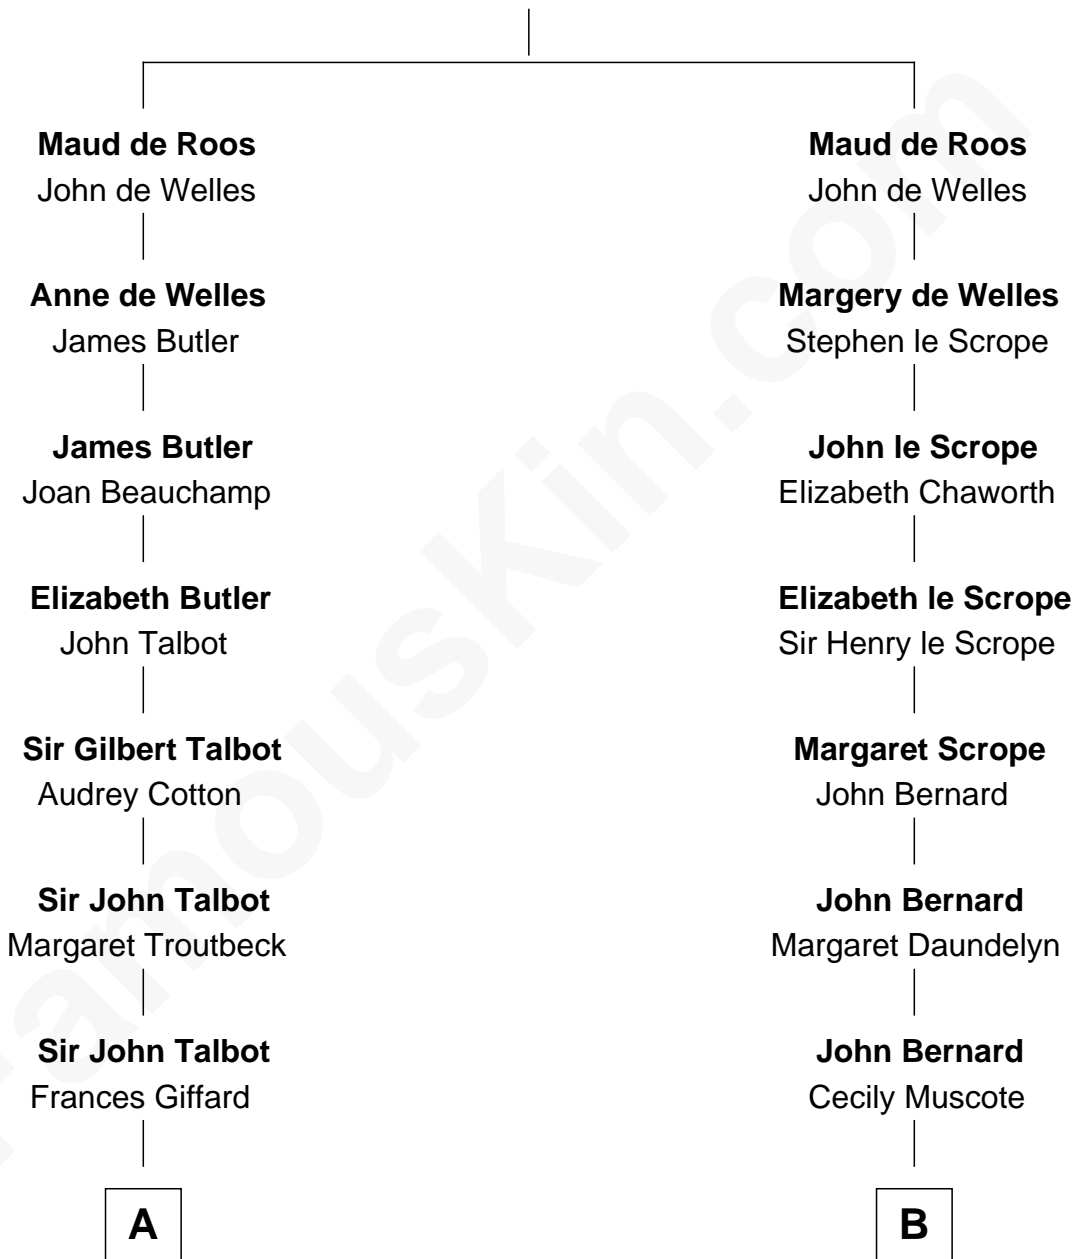 Maud de Roos
John de Welles
Anne de Welles
James Butler
James Butler
Joan Beauchamp
Elizabeth Butler
John Talbot
Sir Gilbert Talbot
Audrey Cotton
Sir John Talbot
Margaret Troutbeck
Sir John Talbot
Frances Giffard
A
Maud de Roos
John de Welles
Margery de Welles
Stephen le Scrope
John le Scrope
Elizabeth Chaworth
Elizabeth le Scrope
Sir Henry le Scrope
Margaret Scrope
John Bernard
John Bernard
Margaret Daundelyn
John Bernard
Cecily Muscote
B
FamousKin.com